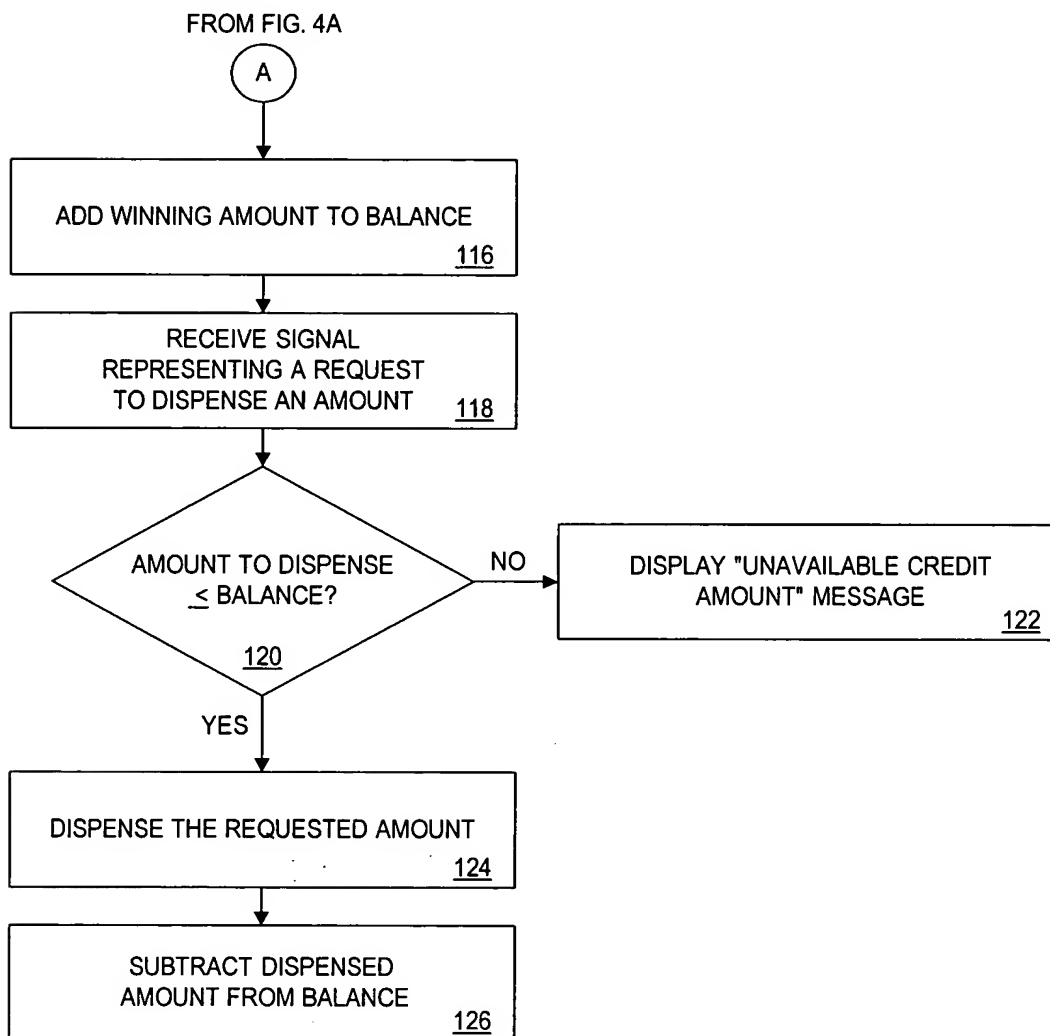 FROM FIG. 4A
A
ADD WINNING AMOUNT TO BALANCE
116
RECEIVE SIGNAL
REPRESENTING A REQUEST
TO DISPENSE AN AMOUNT
118
AMOUNT TO DISPENSE
≤ BALANCE?
120
NO
DISPLAY "UNAVAILABLE CREDIT
AMOUNT" MESSAGE
122
YES
DISPENSE THE REQUESTED AMOUNT
124
SUBTRACT DISPENSED
AMOUNT FROM BALANCE
126